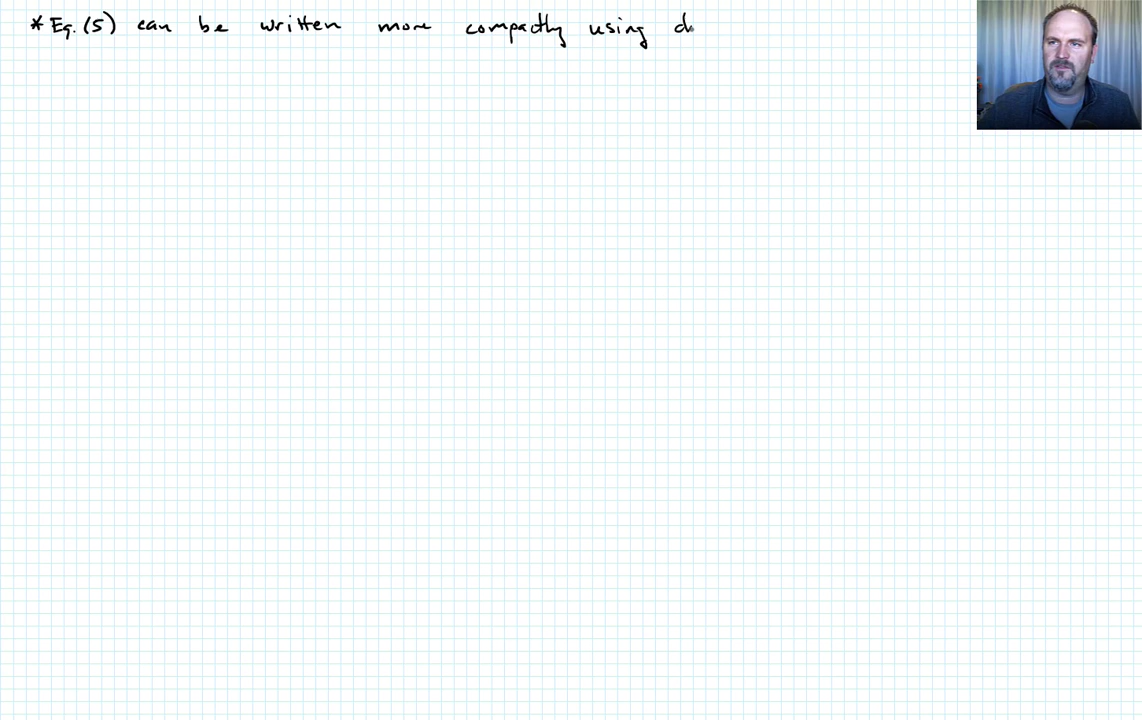 * Eq. (5) can be written more compactly using d